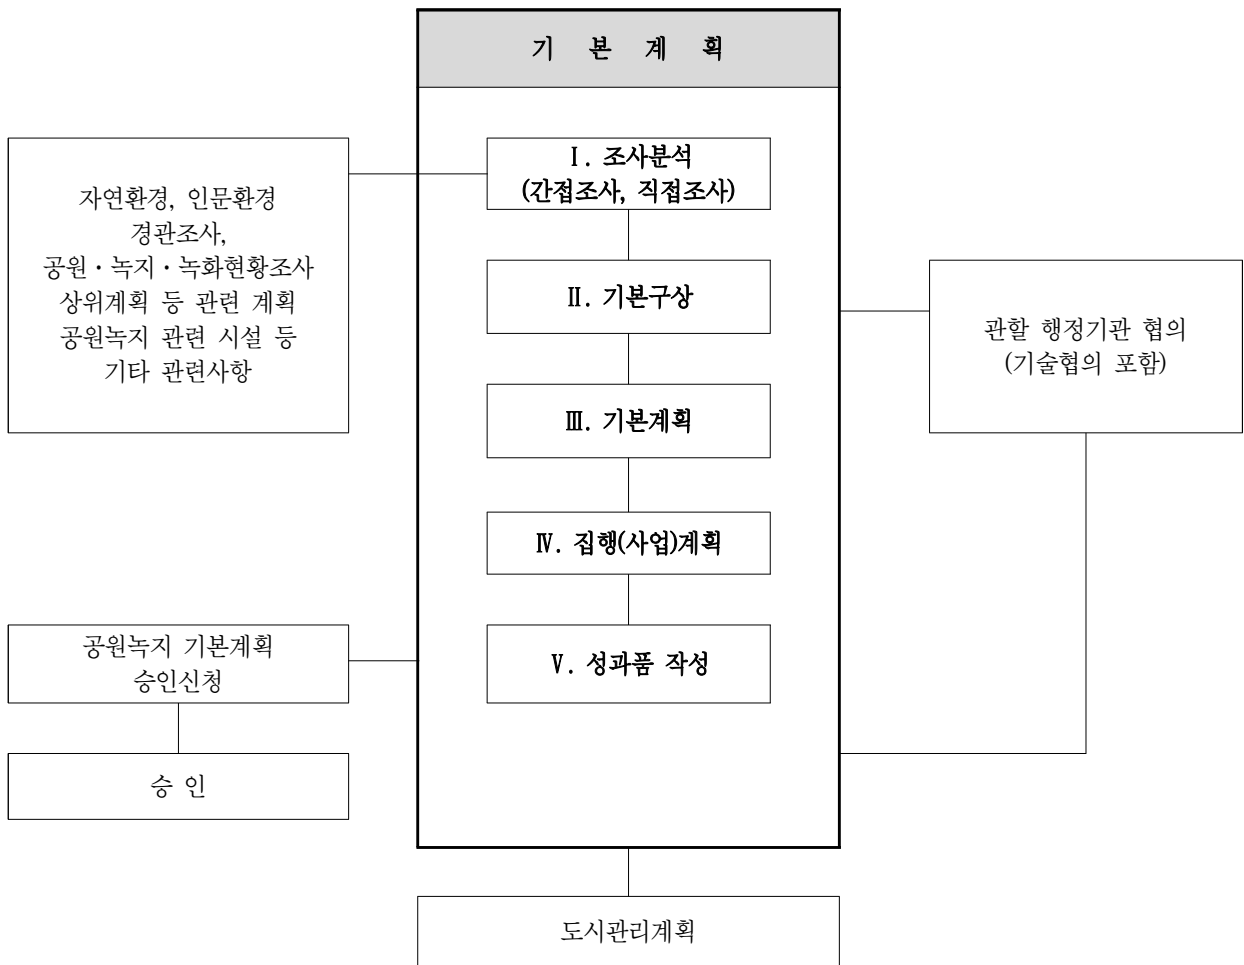 기 본 계 획
Ⅰ. 조사분석
(간접조사, 직접조사)
자연환경, 인문환경
경관조사,
공원·녹지·녹화현황조사
상위계획 등 관련 계획
공원녹지 관련 시설 등
기타 관련사항
Ⅱ. 기본구상
관할 행정기관 협의
(기술협의 포함)
Ⅲ. 기본계획
Ⅳ. 집행(사업)계획
Ⅴ. 성과품 작성
공원녹지 기본계획
승인신청
승 인
도시관리계획